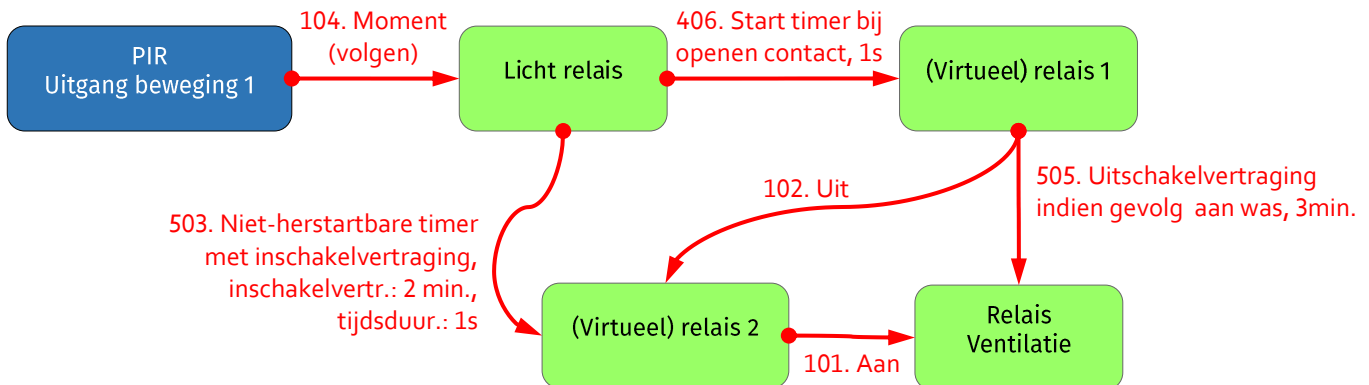 PIR
Uitgang beweging 1
104. Moment
(volgen)
Licht relais
406. Start timer bij
openen contact, 1s
(Virtueel) relais 1
503. Niet-herstartbare timer
met inschakelvertraging,
inschakelvertr.: 2 min.,
tijdsduur.: 1s
102. Uit
505. Uitschakelvertraging
indien gevolg  aan was, 3min.
(Virtueel) relais 2
101. Aan
Relais
Ventilatie